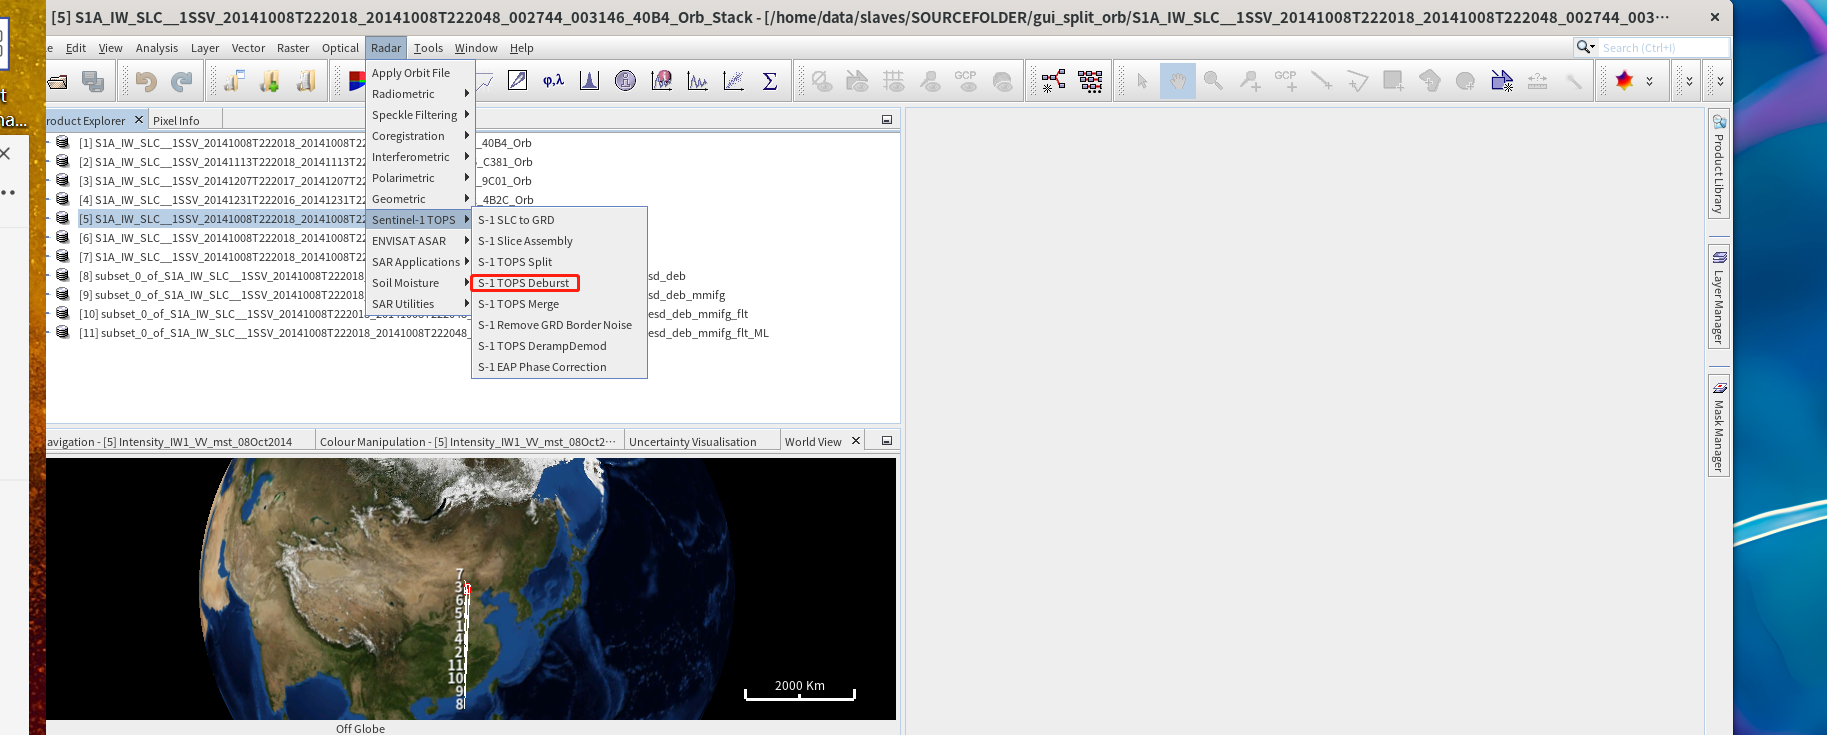 [5] S1A_IW_SLC__1SSV_20141008T222018_20141008T222048_002744_003146_40B4_Orb_Stack - [/home/data/slaves/SOURCEFOLDER/gui_split_orb/S1A_IW_SLC__1SSV_20141008T222018_20141008T222048_002744_003···
Edit View Analysis Layer Vector Raster Optical Radar Tools Window Help
Search (Ctrl+I)
φ,λ Σ GCP GCP
roduct Explorer Pixel Info
[1] S1A_IW_SLC__1SSV_20141008T222018_20141008T22 _40B4_Orb
[2] S1A_IW_SLC__1SSV_20141113T222018_20141113T22 _C381_Orb
[3] S1A_IW_SLC__1SSV_20141207T222017_20141207T22 _9C01_Orb
[4] S1A_IW_SLC__1SSV_20141231T222016_20141231T22 _4B2C_Orb
[5] S1A_IW_SLC__1SSV_20141008T222018_20141008T22
[6] S1A_IW_SLC__1SSV_20141008T222018_20141008T22
[7] S1A_IW_SLC__1SSV_20141008T222018_20141008T22
[8] subset_0_of_S1A_IW_SLC__1SSV_20141008T222018_ sd_deb
[9] subset_0_of_S1A_IW_SLC__1SSV_20141008T222018_ esd_deb_mmifg
[10] subset_0_of_S1A_IW_SLC__1SSV_20141008T222018_20141008T222048_ esd_deb_mmifg_flt
[11] subset_0_of_S1A_IW_SLC__1SSV_20141008T222018_20141008T222048_ esd_deb_mmifg_flt_ML
Apply Orbit File
Radiometric
Speckle Filtering
Coregistration
Interferometric
Polarimetric
Geometric
Sentinel-1 TOPS
ENVISAT ASAR
SAR Applications
Soil Moisture
SAR Utilities
S-1 SLC to GRD
S-1 Slice Assembly
S-1 TOPS Split
S-1 TOPS Deburst
S-1 TOPS Merge
S-1 Remove GRD Border Noise
S-1 TOPS DerampDemod
S-1 EAP Phase Correction
Product Library
Layer Manager
Mask Manager
avigation - [5] Intensity_IW1_VV_mst_08Oct2014
Colour Manipulation - [5] Intensity_IW1_VV_mst_08Oct2···
Uncertainty Visualisation
World View
7
3
6
5
1
4
2
11
10
9
8
2000 Km
Off Globe